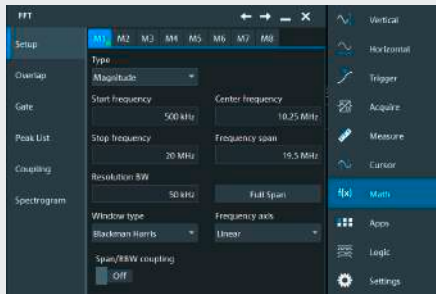 FFT
Setup
Overlap
Gate
Peak List
Coupling
Spectrogram
M1 M2 M3 M4 M5 M6 M7 M8
Type
Magnitude
Start frequency
500 kHz
Center frequency
10.25 MHz
Stop frequency
20 MHz
Frequency span
19.5 MHz
Resolution BW
50 kHz
Full Span
Window type
Blackman Harris
Frequency axis
Linear
Span/RBW coupling
Off
Vertical
Horizontal
Trigger
Acquire
Measure
Cursor
f(x) Math
Apps
Logic
Settings